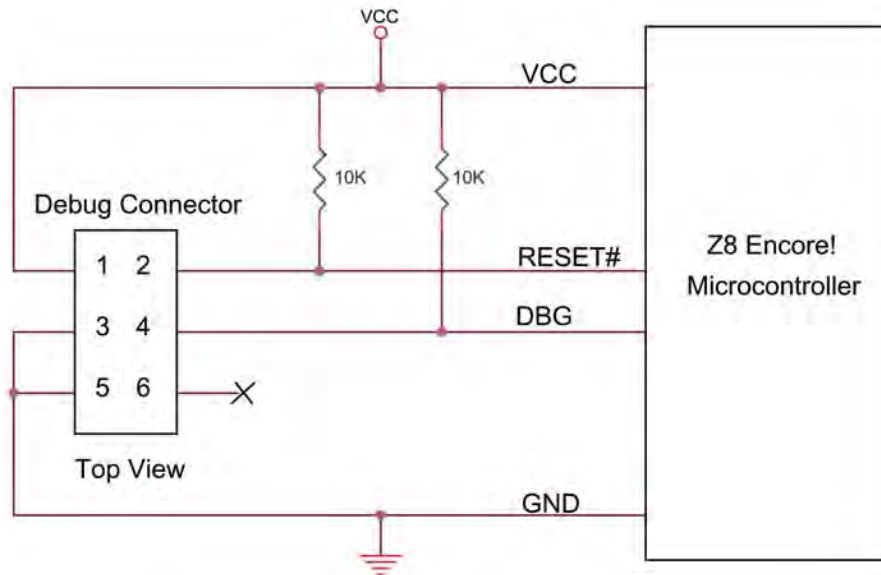 VCC
VCC
10K 10K
Debug Connector
1 2
RESET#
Z8 Encore!
Microcontroller
3 4
DBG
5 6
Top View
GND